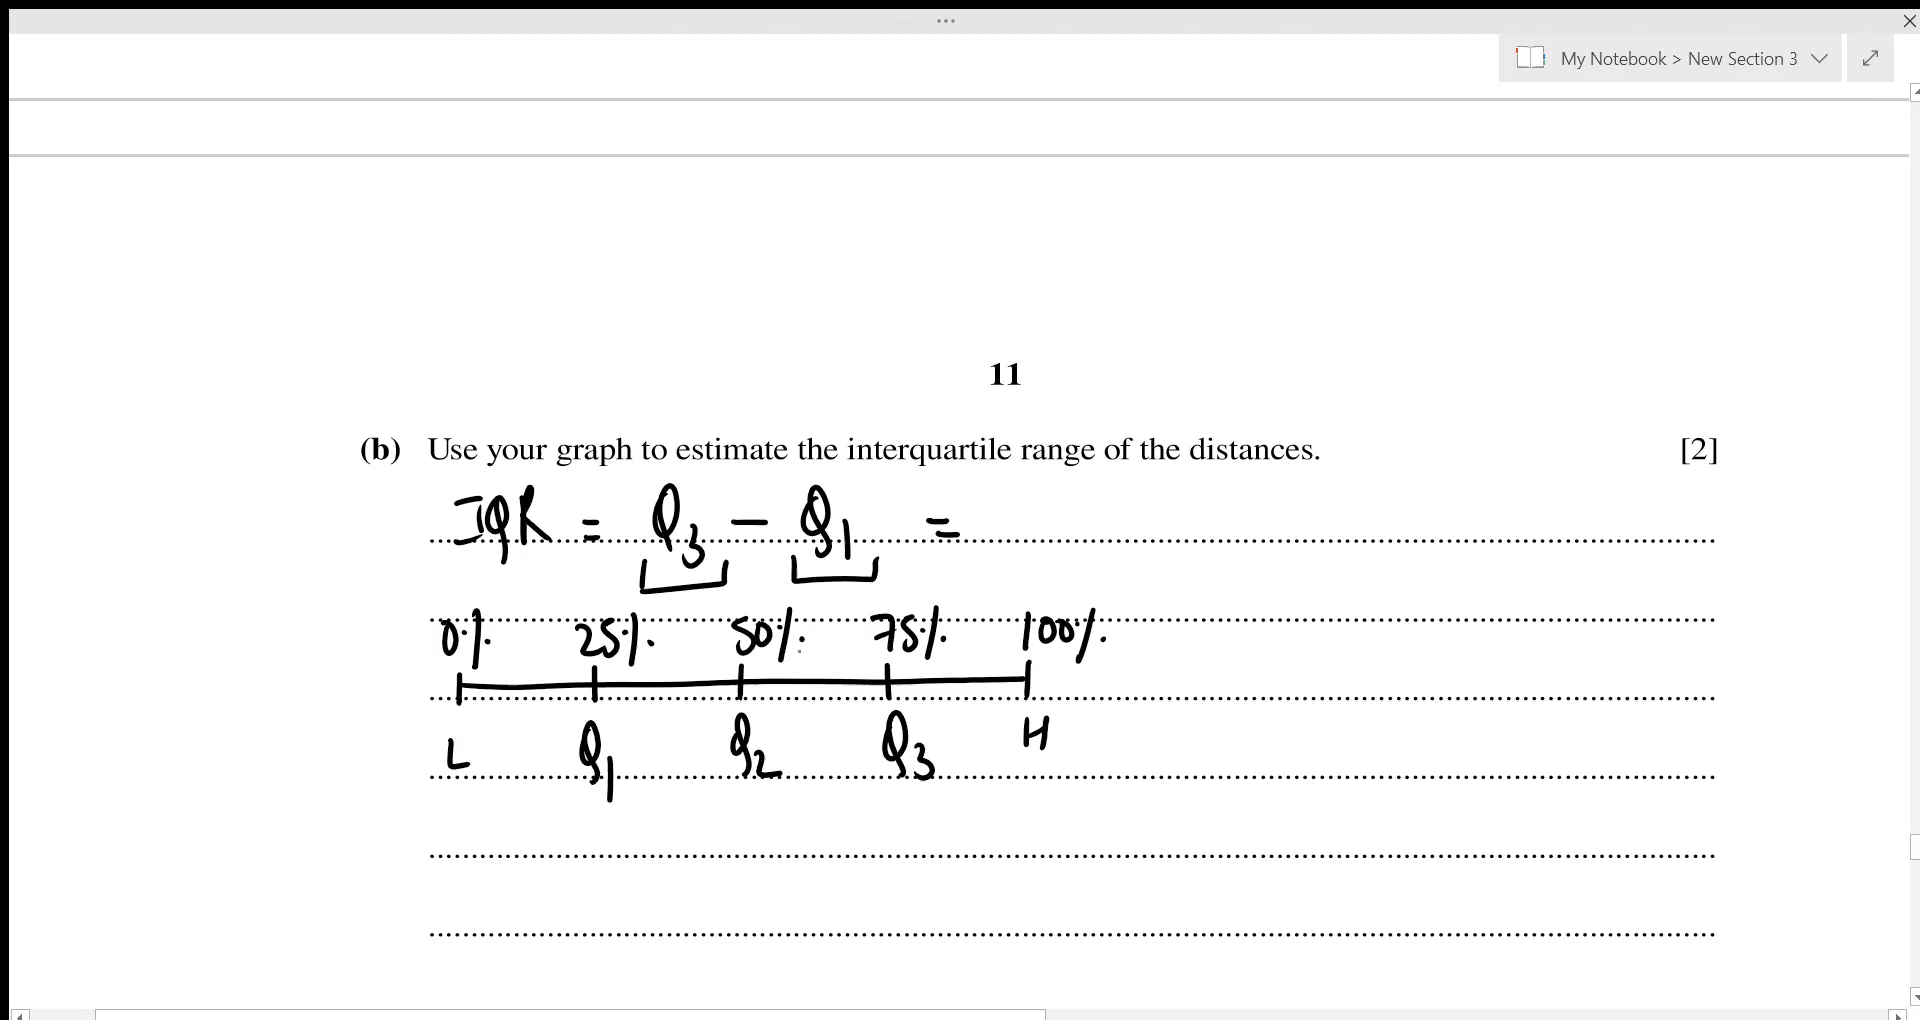 My Notebook > New Section 3
11
(b) Use your graph to estimate the interquartile range of the distances. [2]
IQR = Q3 - Q1 =
0% 25% 50% 75% 100%
L Q1 Q2 Q3 H